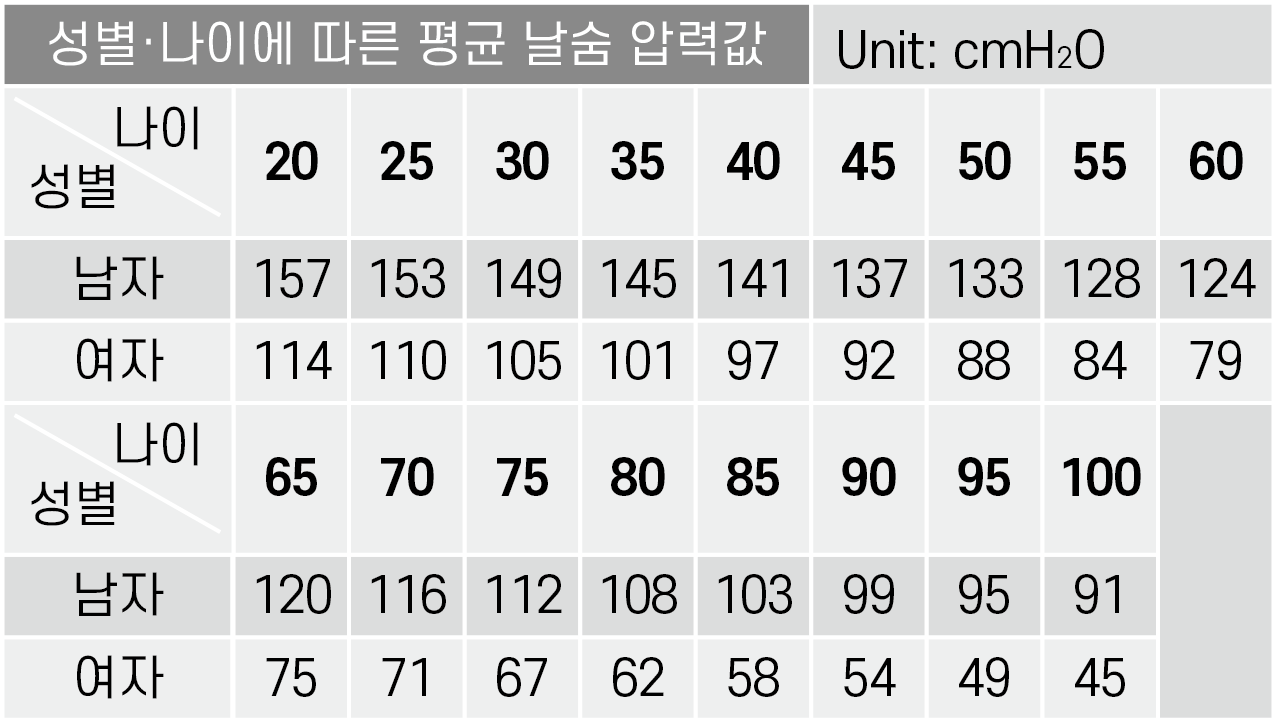 성별·나이에 따른 평균 날숨 압력값 Unit: cmH₂O
나이
성별 20 25 30 35 40 45 50 55 60
남자 157 153 149 145 141 137 133 128 124
여자 114 110 105 101 97 92 88 84 79
나이
성별 65 70 75 80 85 90 95 100
남자 120 116 112 108 103 99 95 91
여자 75 71 67 62 58 54 49 45